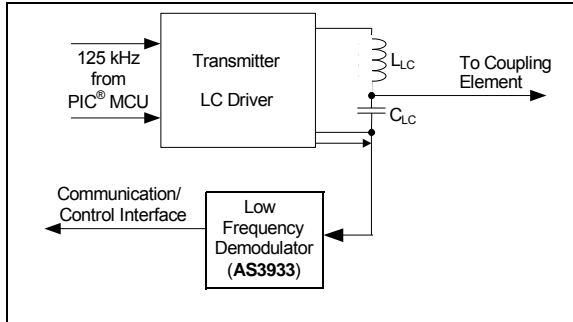 125 kHz
from
PIC® MCU
Transmitter
LC Driver
LLC
To Coupling
Element
CLC
Communication/
Control Interface
Low
Frequency
Demodulator
(AS3933)